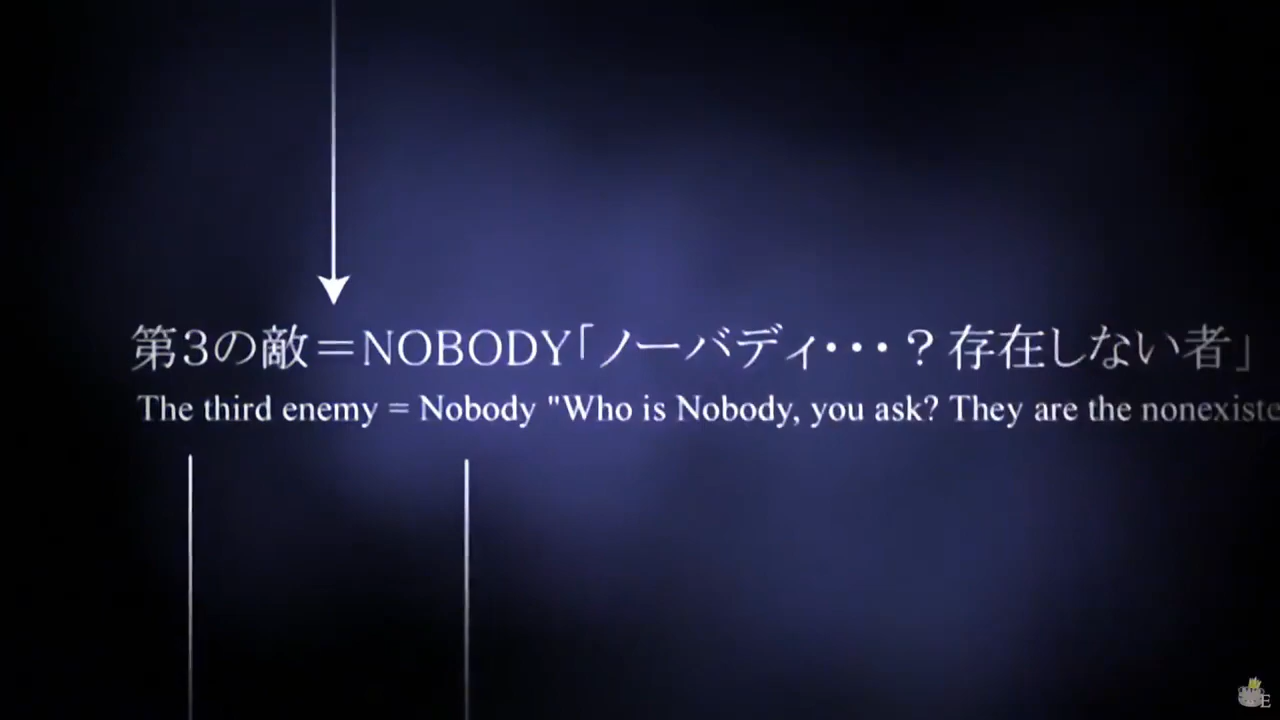 第3の敵＝NOBODY「ノーバディ・・・？存在しない者」
The third enemy = Nobody "Who is Nobody, you ask? They are the
E